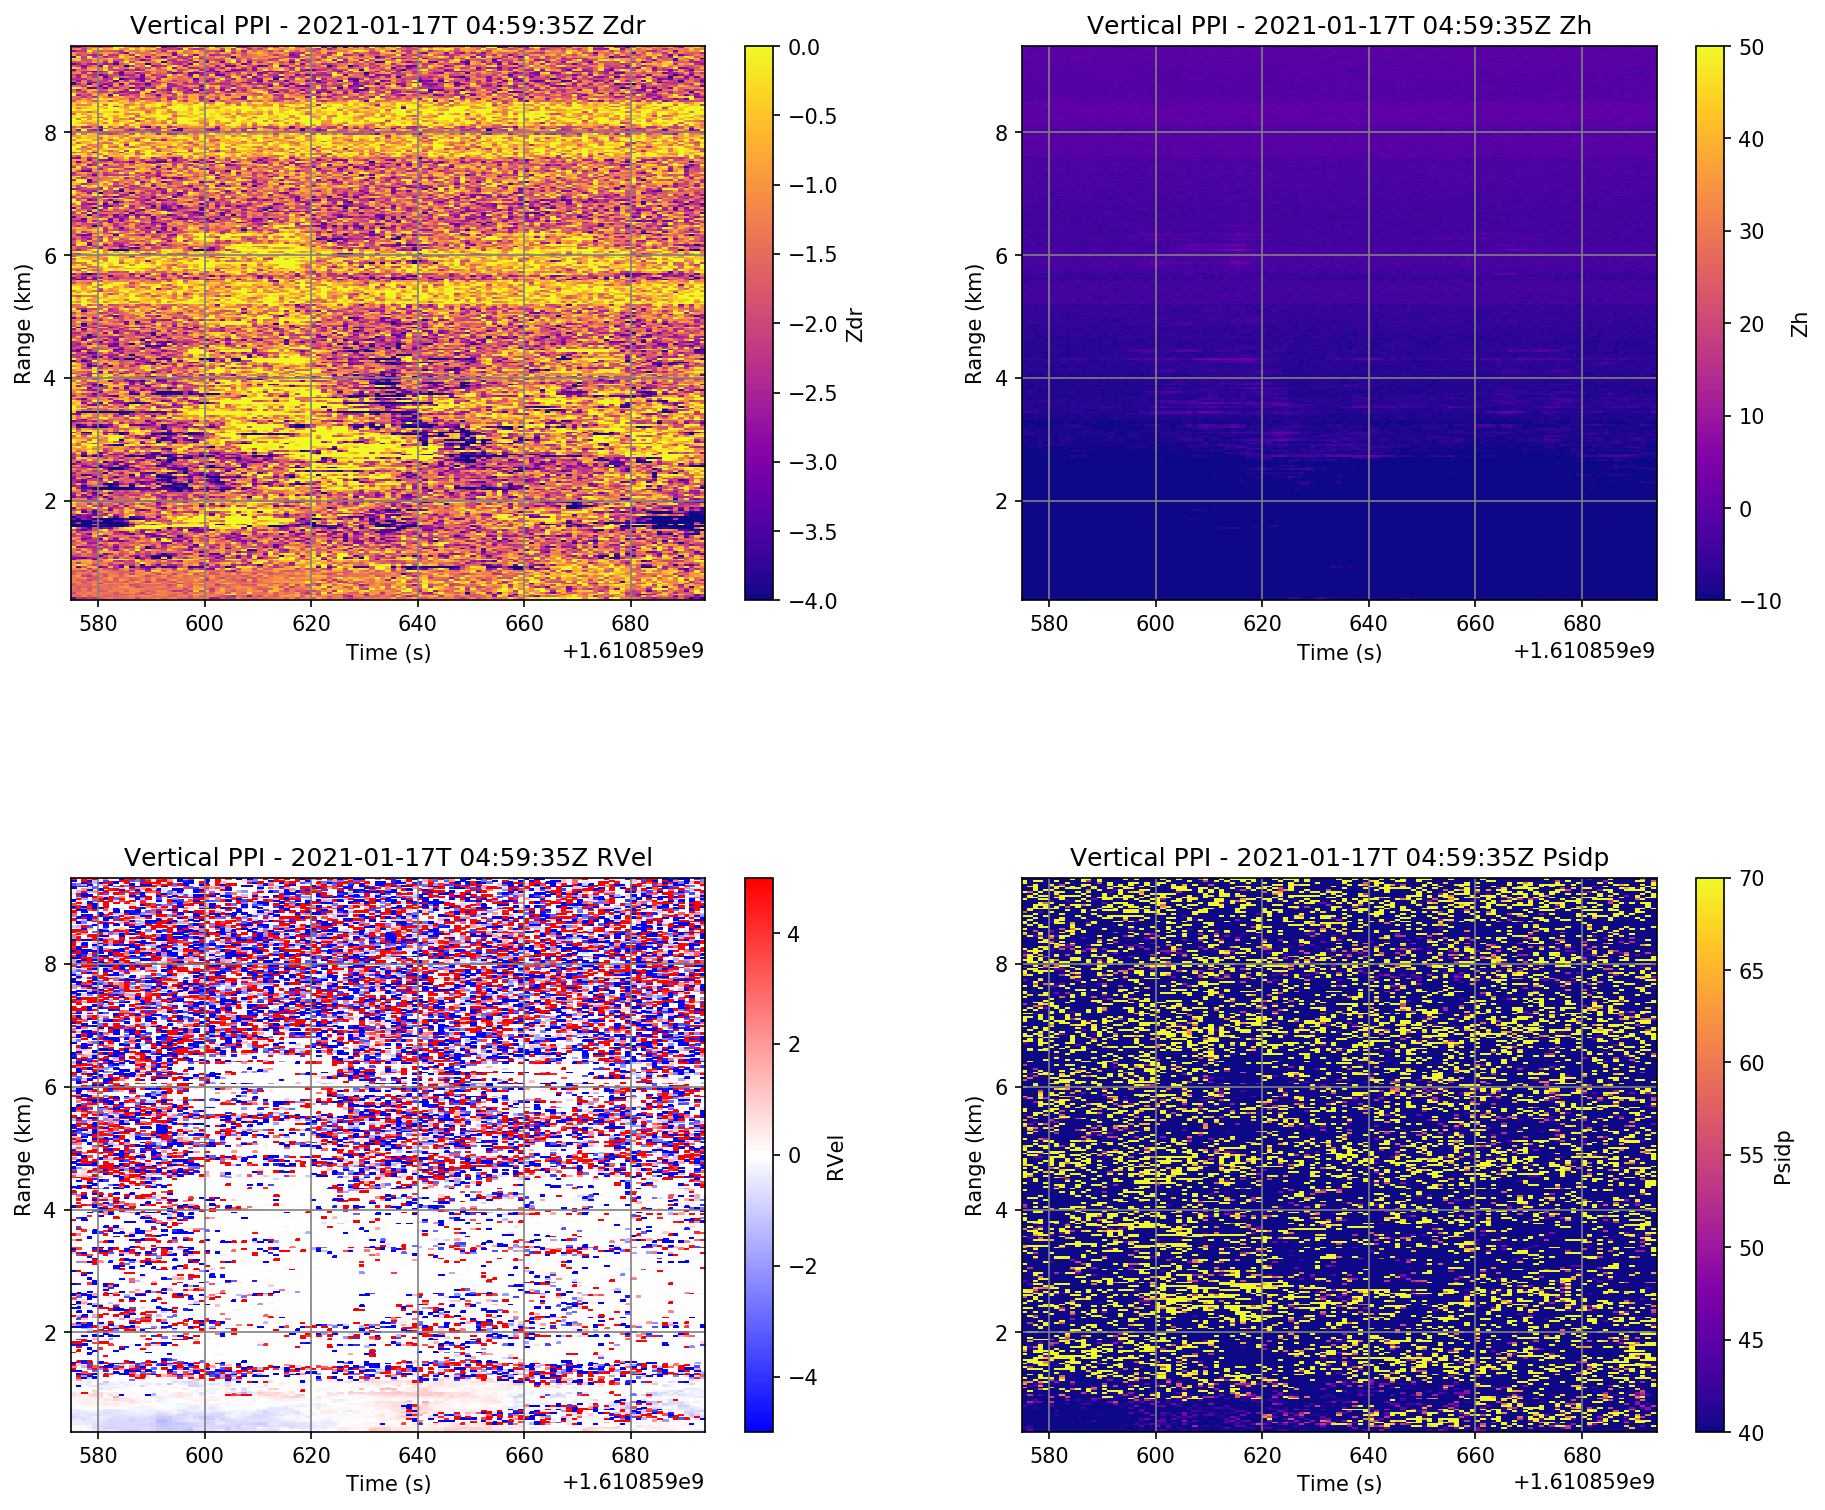 Vertical PPI - 2021-01-17T 04:59:35Z Zdr
Range (km)
8
6
4
2
580 600 620 640 660 680
Time (s)
+1.610859e9
0.0
−0.5
−1.0
−1.5
−2.0
−2.5
−3.0
−3.5
−4.0
Zdr
Vertical PPI - 2021-01-17T 04:59:35Z Zh
Range (km)
8
6
4
2
580 600 620 640 660 680
Time (s)
+1.610859e9
50
40
30
20
10
0
−10
Zh
Vertical PPI - 2021-01-17T 04:59:35Z RVel
Range (km)
8
6
4
2
580 600 620 640 660 680
Time (s)
+1.610859e9
4
2
0
−2
−4
RVel
Vertical PPI - 2021-01-17T 04:59:35Z Psidp
Range (km)
8
6
4
2
580 600 620 640 660 680
Time (s)
+1.610859e9
70
65
60
55
50
45
40
Psidp